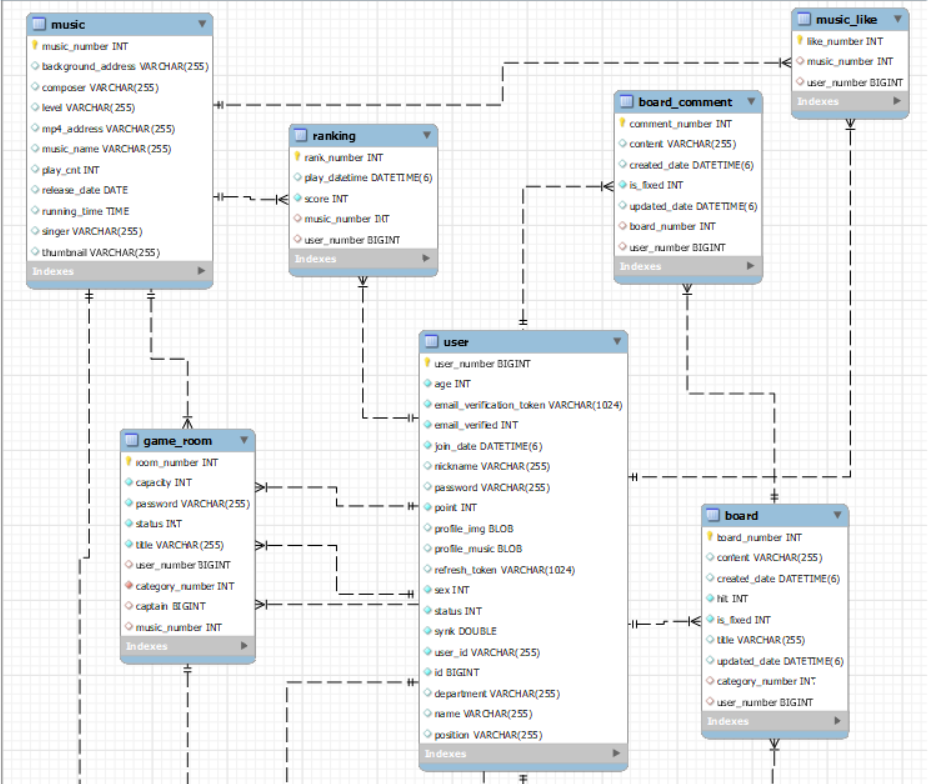 music
music_number INT
background_address VARCHAR(255)
composer VARCHAR(255)
level VARCHAR(255)
mp4_address VARCHAR(255)
music_name VARCHAR(255)
play_cnt INT
release_date DATE
running_time TIME
singer VARCHAR(255)
thumbnail VARCHAR(255)
Indexes
ranking
rank_number INT
play_datetime DATETIME(6)
score INT
music_number INT
user_number BIGINT
Indexes
music_like
like_number INT
music_number INT
user_number BIGINT
Indexes
board_comment
comment_number INT
content VARCHAR(255)
created_date DATETIME(6)
is_fixed INT
updated_date DATETIME(6)
board_number INT
user_number BIGINT
Indexes
user
user_number BIGINT
age INT
email_verification_token VARCHAR(1024)
email_verified INT
join_date DATETIME(6)
nickname VARCHAR(255)
password VARCHAR(255)
point INT
profile_img BLOB
profile_music BLOB
refresh_token VARCHAR(1024)
sex INT
status INT
synk DOUBLE
user_id VARCHAR(255)
id BIGINT
department VARCHAR(255)
name VARCHAR(255)
position VARCHAR(255)
Indexes
game_room
room_number INT
capacity INT
password VARCHAR(255)
status INT
title VARCHAR(255)
user_number BIGINT
category_number INT
captain BIGINT
music_number INT
Indexes
board
board_number INT
content VARCHAR(255)
created_date DATETIME(6)
hit INT
is_fixed INT
title VARCHAR(255)
updated_date DATETIME(6)
category_number INT
user_number BIGINT
Indexes